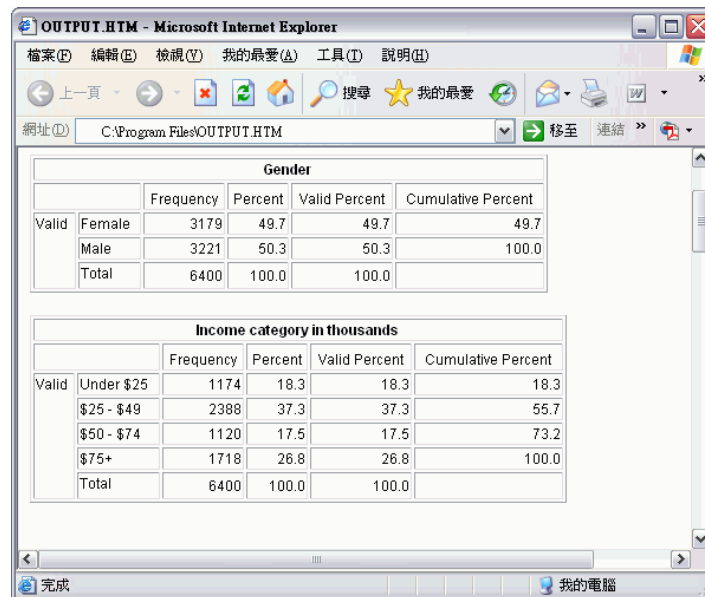 OUTPUT.HTM - Microsoft Internet Explorer
檔案(F) 編輯(E) 檢視(V) 我的最愛(A) 工具(T) 說明(H)
上一頁 搜尋 我的最愛 W »
網址(D) C:\Program Files\OUTPUT.HTM 移至 連結 »
Gender
Frequency Percent Valid Percent Cumulative Percent
Valid Female 3179 49.7 49.7 49.7
Male 3221 50.3 50.3 100.0
Total 6400 100.0 100.0
Income category in thousands
Frequency Percent Valid Percent Cumulative Percent
Valid Under $25 1174 18.3 18.3 18.3
$25 - $49 2388 37.3 37.3 55.7
$50 - $74 1120 17.5 17.5 73.2
$75+ 1718 26.8 26.8 100.0
Total 6400 100.0 100.0
完成 我的電腦